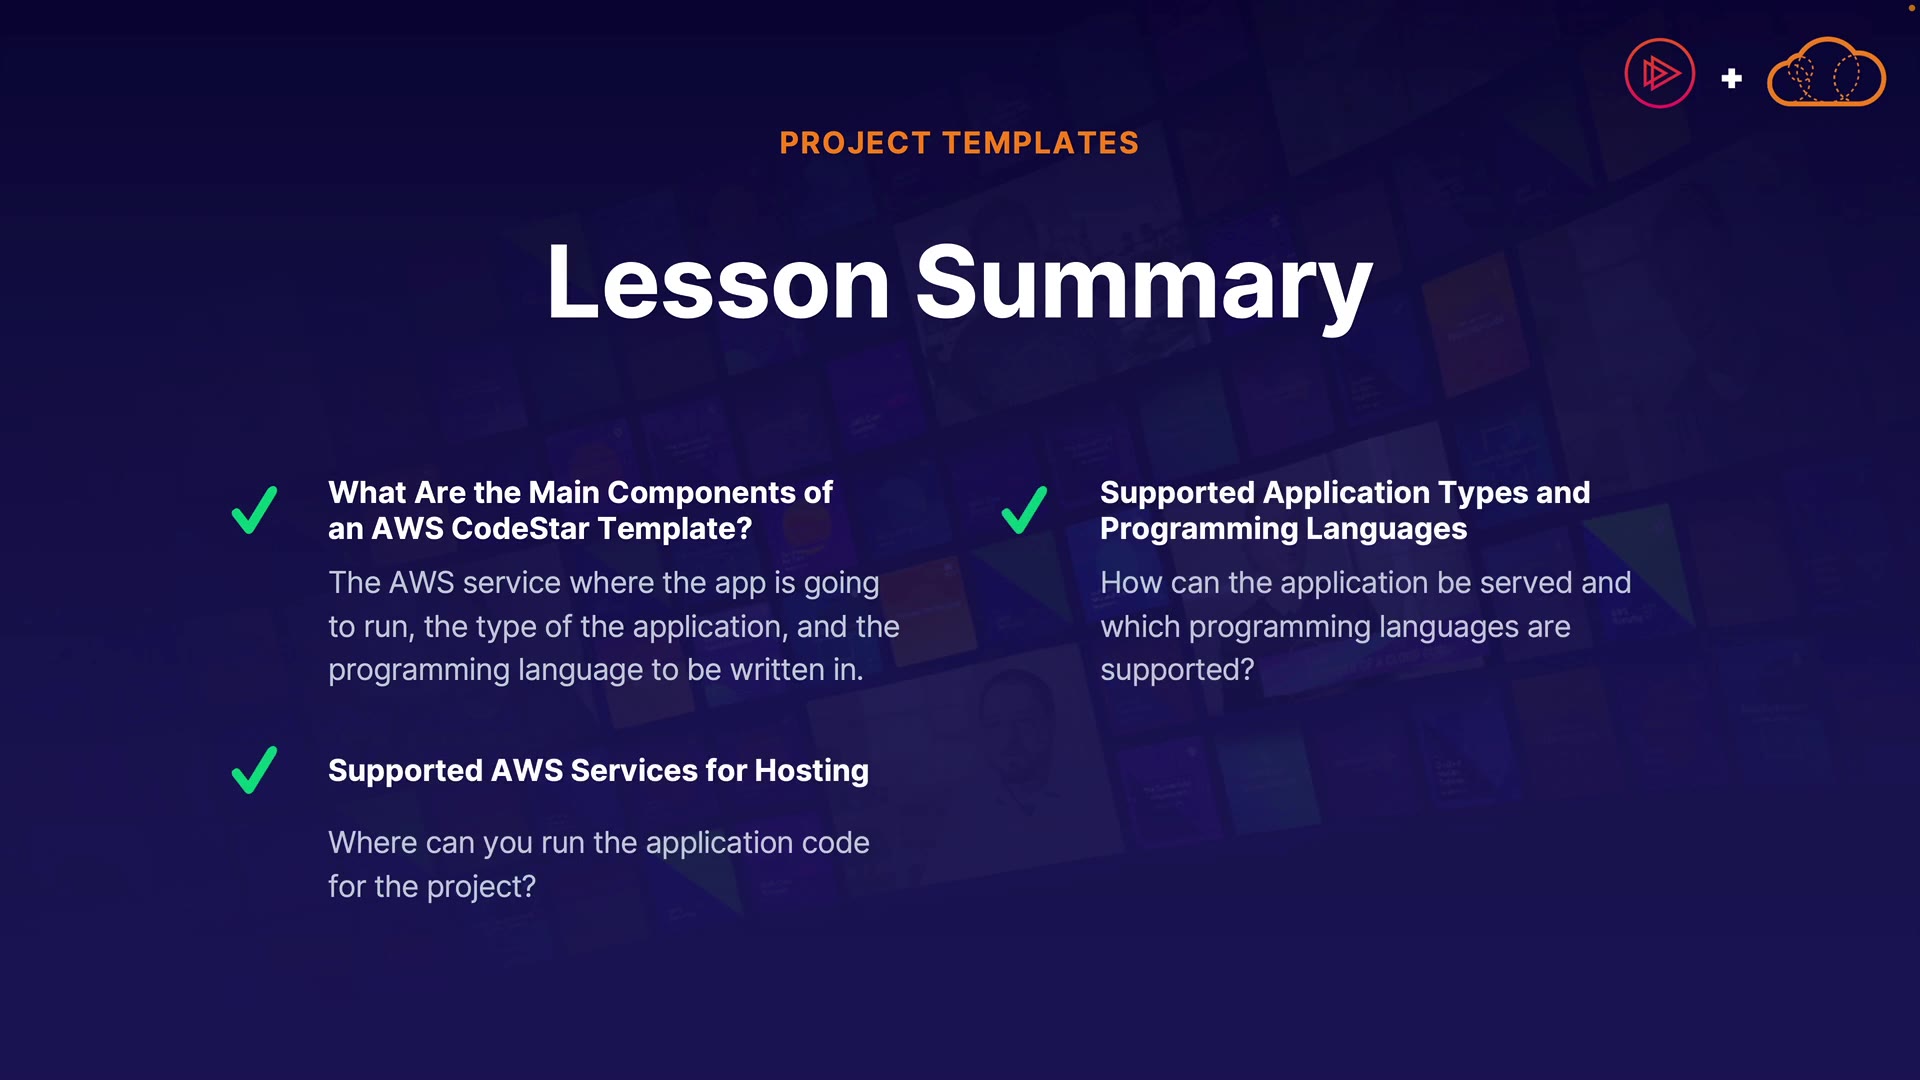 PROJECT TEMPLATES
Lesson Summary
What Are the Main Components of
an AWS CodeStar Template?
The AWS service where the app is going
to run, the type of the application, and the
programming language to be written in.
Supported Application Types and
Programming Languages
How can the application be served and
which programming languages are
supported?
Supported AWS Services for Hosting
Where can you run the application code
for the project?